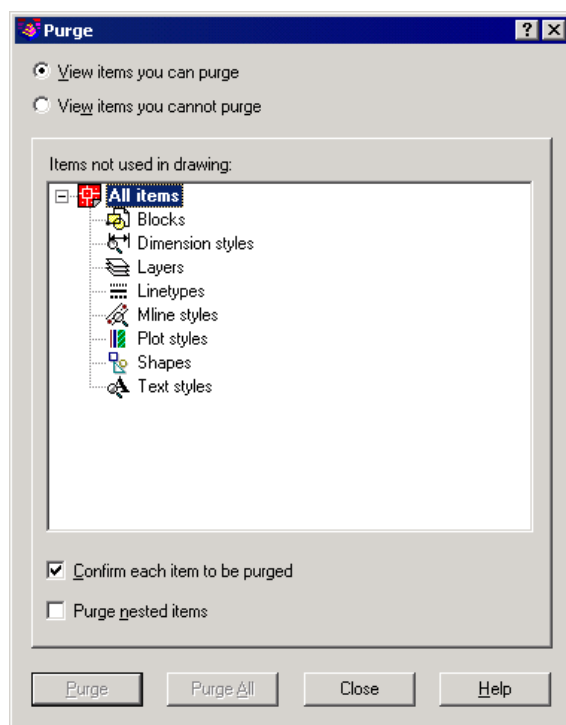 Purge
View items you can purge
View items you cannot purge
Items not used in drawing:
All items
Blocks
Dimension styles
Layers
Linetypes
Mline styles
Plot styles
Shapes
Text styles
Confirm each item to be purged
Purge nested items
Purge Purge All Close Help